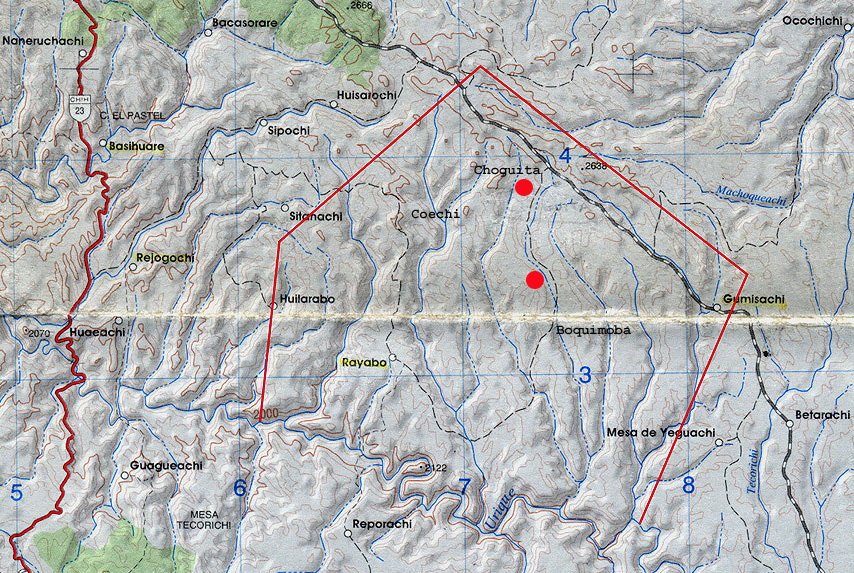 .2666
Bacasorare
Ocochichi
Naneruchachi
Huisarochi
CHIH
23
C. EL PASTEL
Sipochi
Basihuare
4
.2638
Choguita
Machoqueachi
Sitanachi
Coechi
Rejogochi
Huilarabo
Gumisachi
2070
Huaeachi
Boquimoba
Rayabo
3
2000
Betarachi
Mesa de Yeguachi
Guagueachi
2122
Tecorichi
5
6
7
8
Urique
MESA
TECORICHI
Reporachi